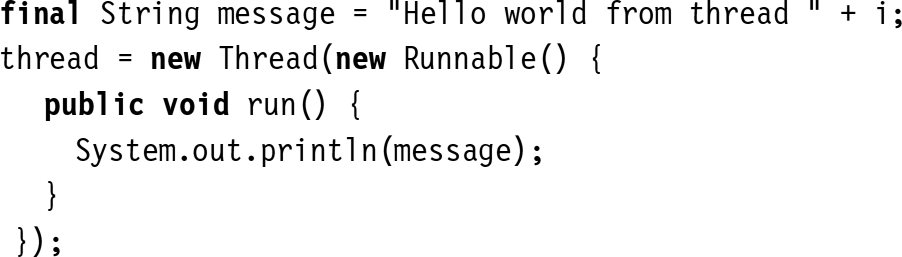 final String message = "Hello world from thread " + i;
thread = new Thread(new Runnable() {
public void run() {
System.out.println(message);
}
});